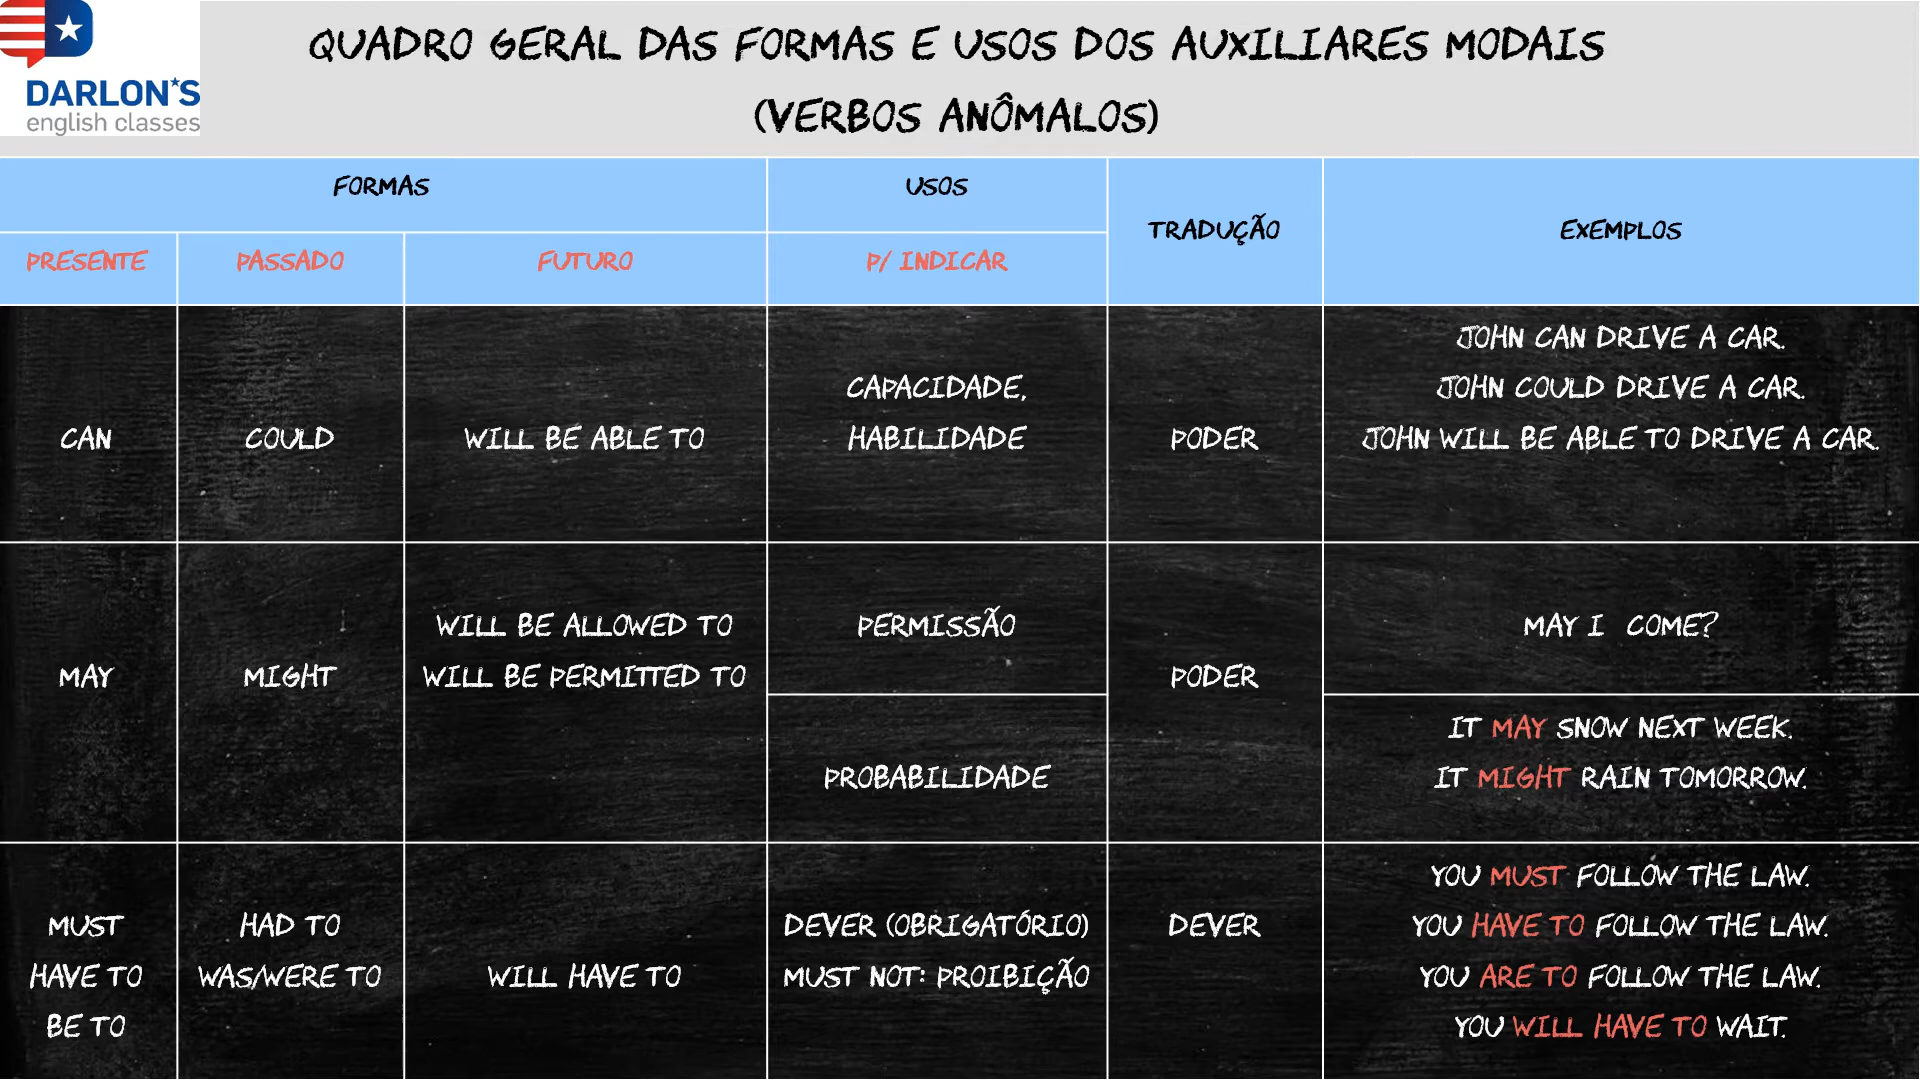 DARLON'S
english classes
QUADRO GERAL DAS FORMAS E USOS DOS AUXILIARES MODAIS
(VERBOS ANÔMALOS)
FORMAS
USOS
TRADUÇÃO
EXEMPLOS
PRESENTE
PASSADO
FUTURO
P/ INDICAR
CAN
COULD
WILL BE ABLE TO
CAPACIDADE,
HABILIDADE
PODER
JOHN CAN DRIVE A CAR.
JOHN COULD DRIVE A CAR.
JOHN WILL BE ABLE TO DRIVE A CAR.
MAY
MIGHT
WILL BE ALLOWED TO
WILL BE PERMITTED TO
PERMISSÃO
PODER
MAY I COME?
PROBABILIDADE
IT MAY SNOW NEXT WEEK.
IT MIGHT RAIN TOMORROW.
MUST
HAVE TO
BE TO
HAD TO
WAS/WERE TO
WILL HAVE TO
DEVER (OBRIGATÓRIO)
MUST NOT: PROIBIÇÃO
DEVER
YOU MUST FOLLOW THE LAW.
YOU HAVE TO FOLLOW THE LAW.
YOU ARE TO FOLLOW THE LAW.
YOU WILL HAVE TO WAIT.